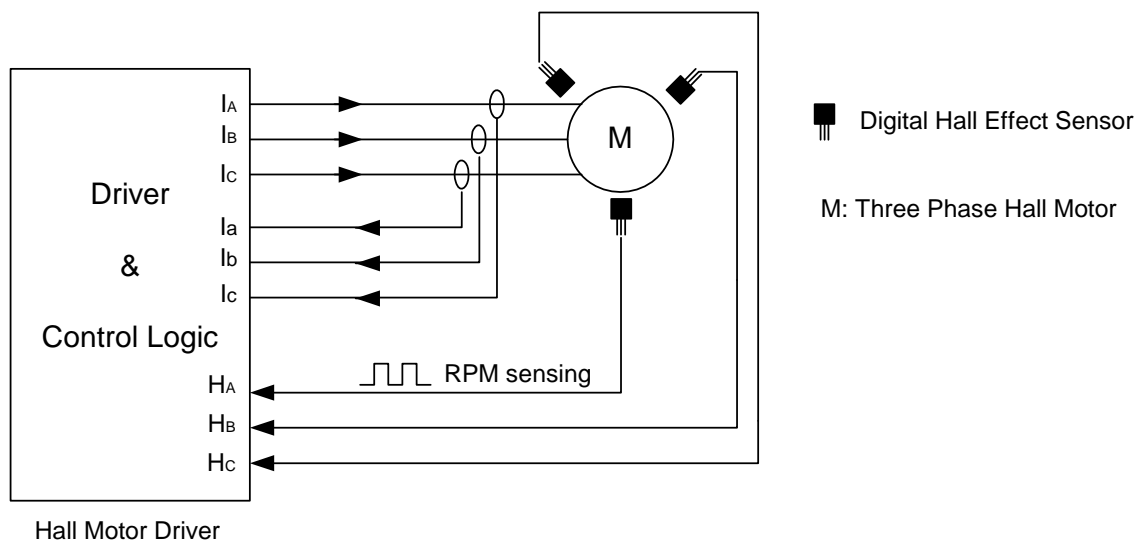 IA
IB
IC
Driver
&
Control Logic
Ia
Ib
Ic
HA
HB
HC
RPM sensing
M
Digital Hall Effect Sensor
M: Three Phase Hall Motor
Hall Motor Driver